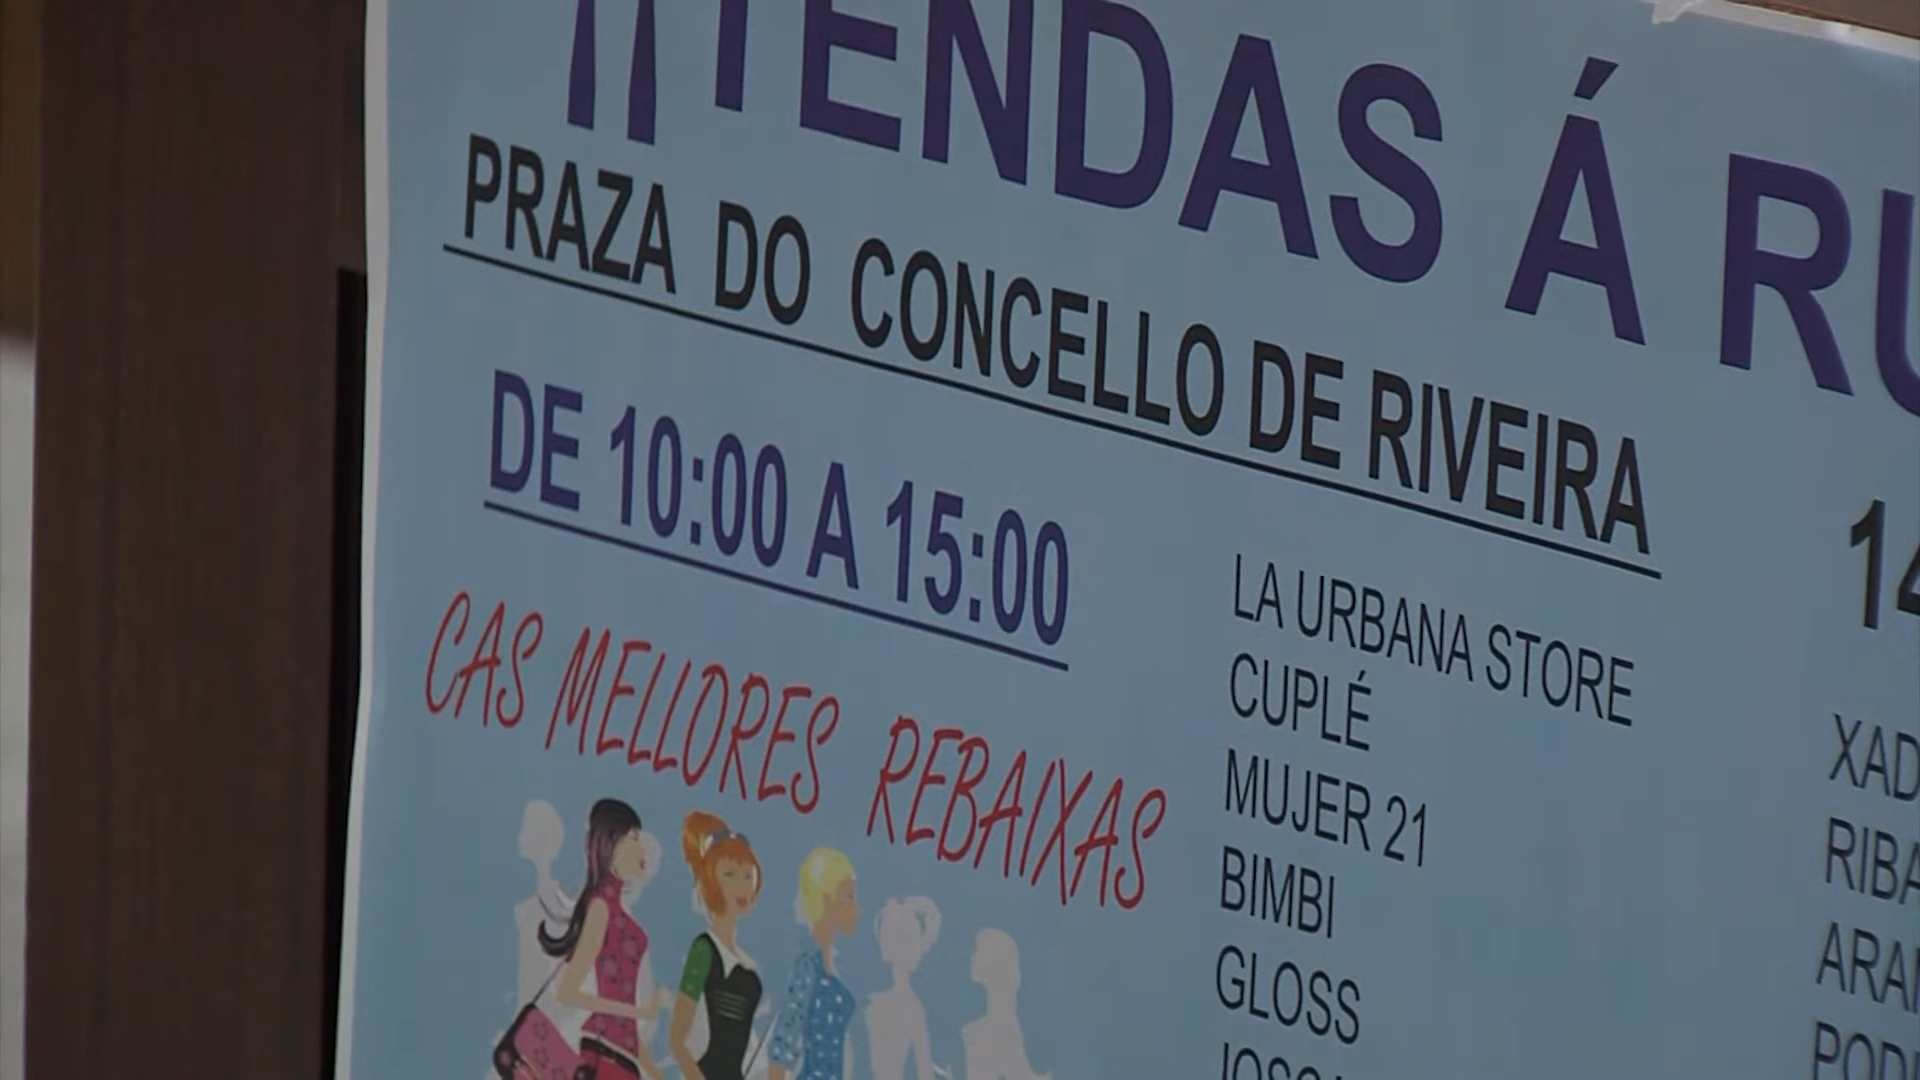 ¡¡TENDAS Á
PRAZA DO CONCELLO DE RIVEIRA
DE 10:00 A 15:00
CAS MELLORES REBAIXAS
LA URBANA STORE
CUPLÉ
MUJER 21
BIMBI
GLOSS